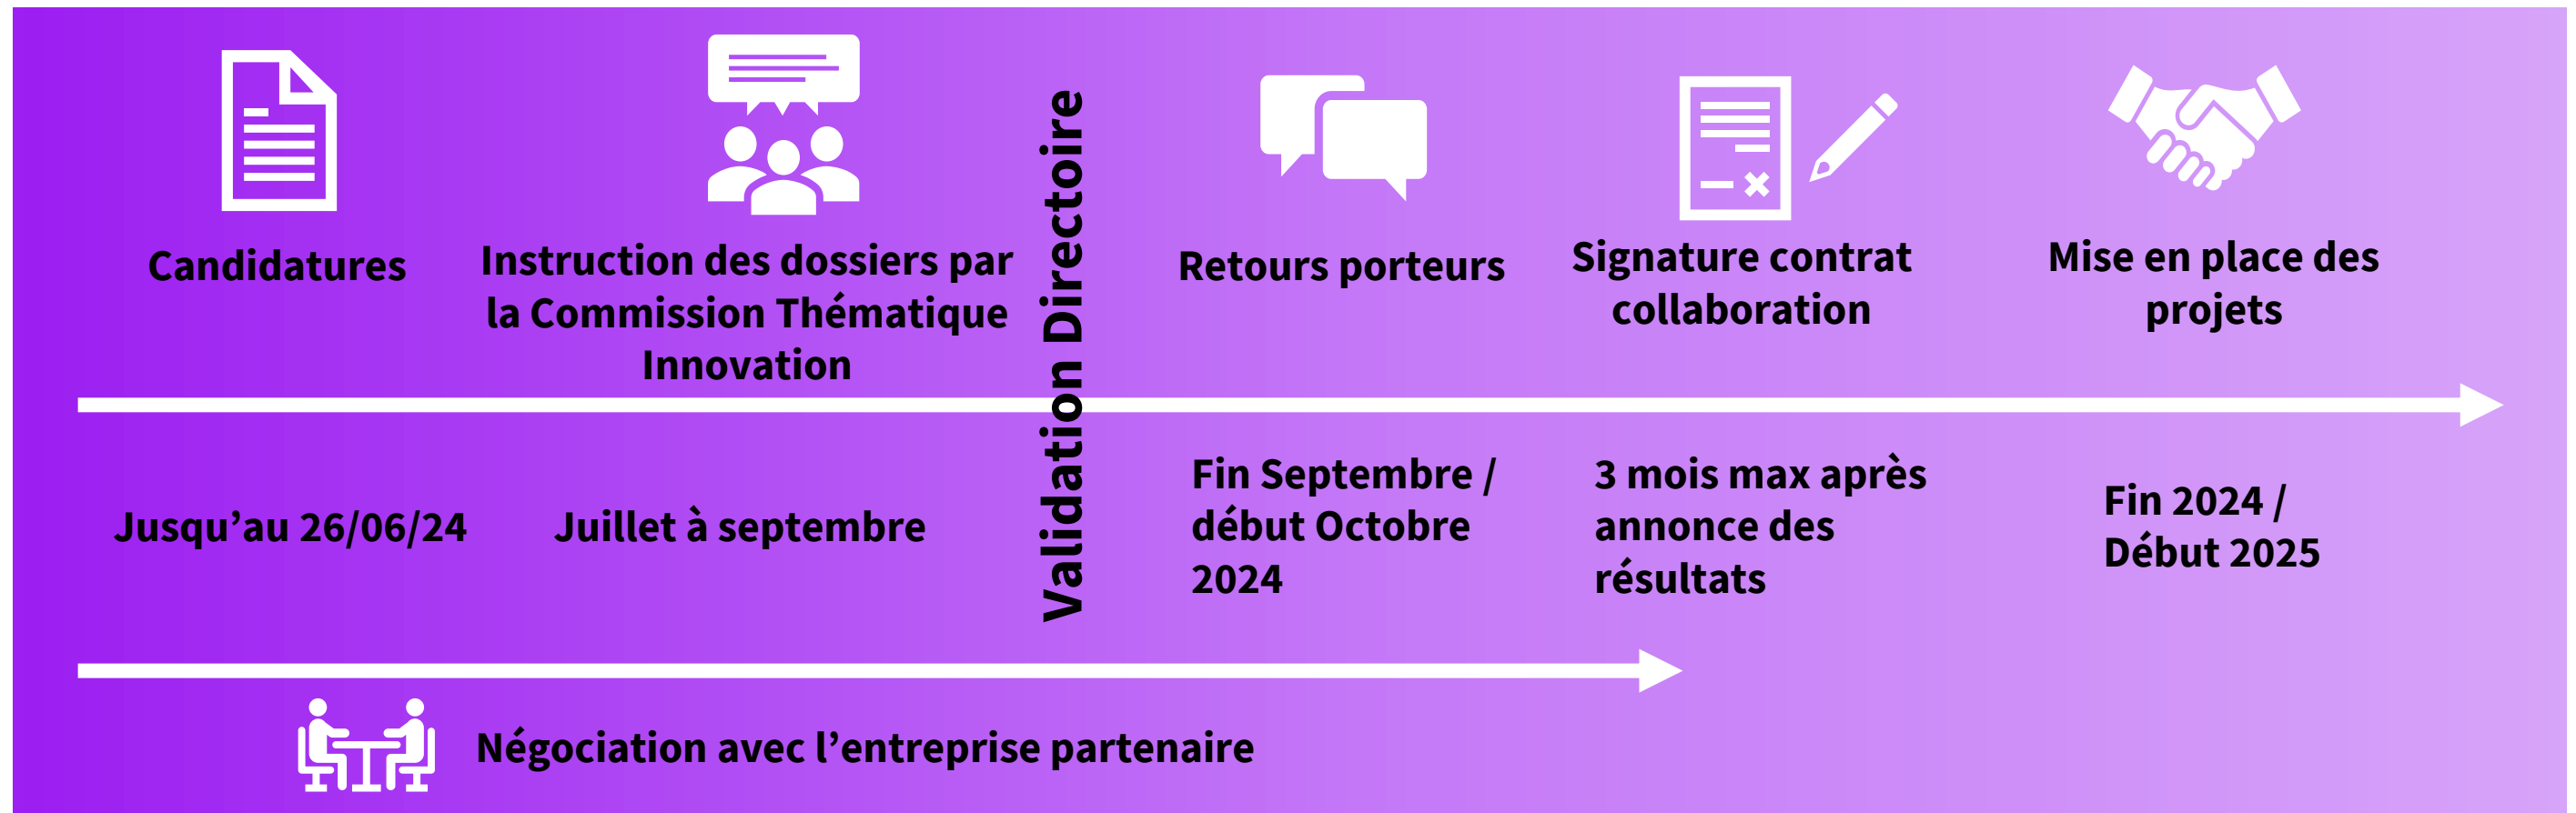 Candidatures
Instruction des dossiers par
la Commission Thématique
Innovation
Validation Directoire
Retours porteurs
Signature contrat
collaboration
Mise en place des
projets
Jusqu’au 26/06/24
Juillet à septembre
Fin Septembre /
début Octobre
2024
3 mois max après
annonce des
résultats
Fin 2024 /
Début 2025
Négociation avec l’entreprise partenaire